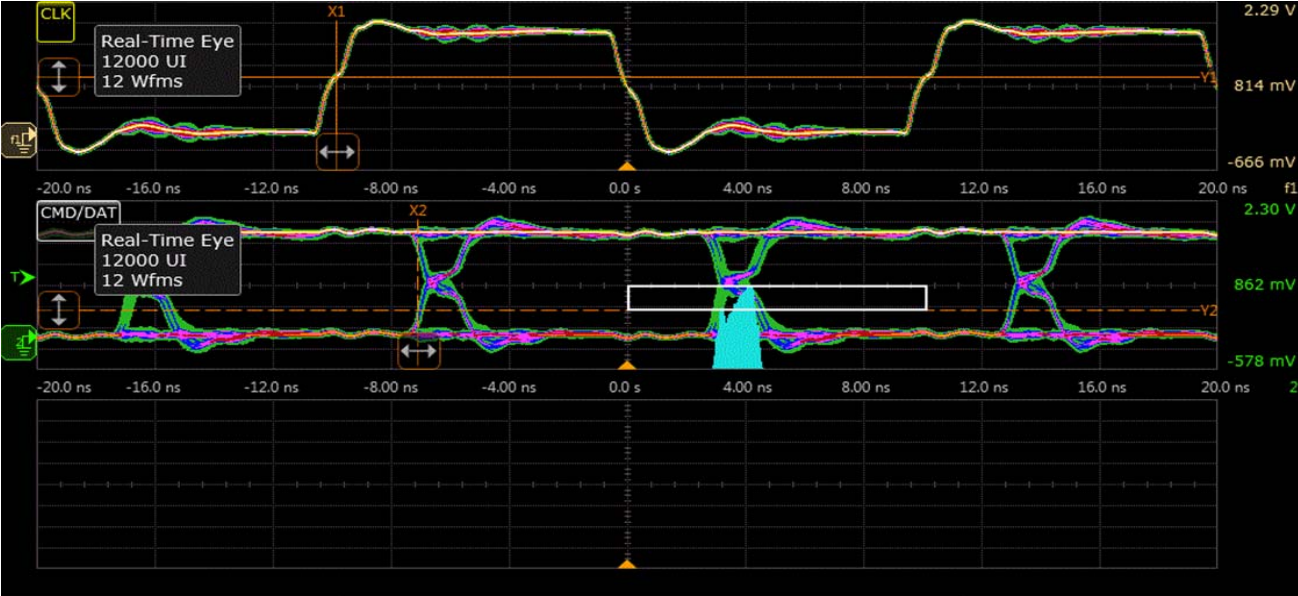 CLK
X1
2.29 V
Real-Time Eye
12000 UI
12 Wfms
Y1
814 mV
f1
-666 mV
-20.0 ns -16.0 ns -12.0 ns -8.00 ns -4.00 ns 0.0 s 4.00 ns 8.00 ns 12.0 ns 16.0 ns 20.0 ns f1
CMD/DAT
X2
2.30 V
Real-Time Eye
12000 UI
12 Wfms
T
862 mV
Y2
2
-578 mV
-20.0 ns -16.0 ns -12.0 ns -8.00 ns -4.00 ns 0.0 s 4.00 ns 8.00 ns 12.0 ns 16.0 ns 20.0 ns 2